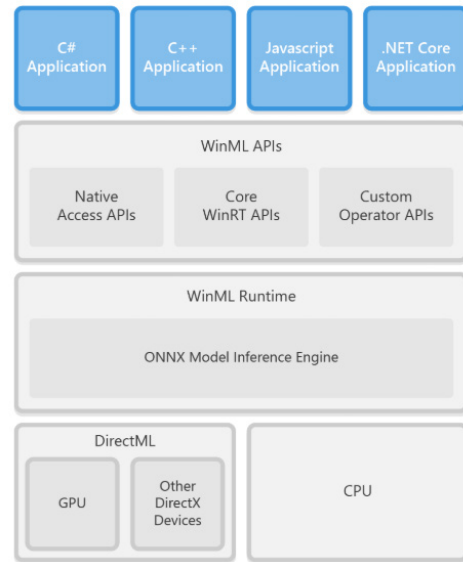 C#
Application
C++
Application
Javascript
Application
.NET Core
Application
WinML APIs
Native
Access APIs
Core
WinRT APIs
Custom
Operator APIs
WinML Runtime
ONNX Model Inference Engine
DirectML
GPU
Other
DirectX
Devices
CPU